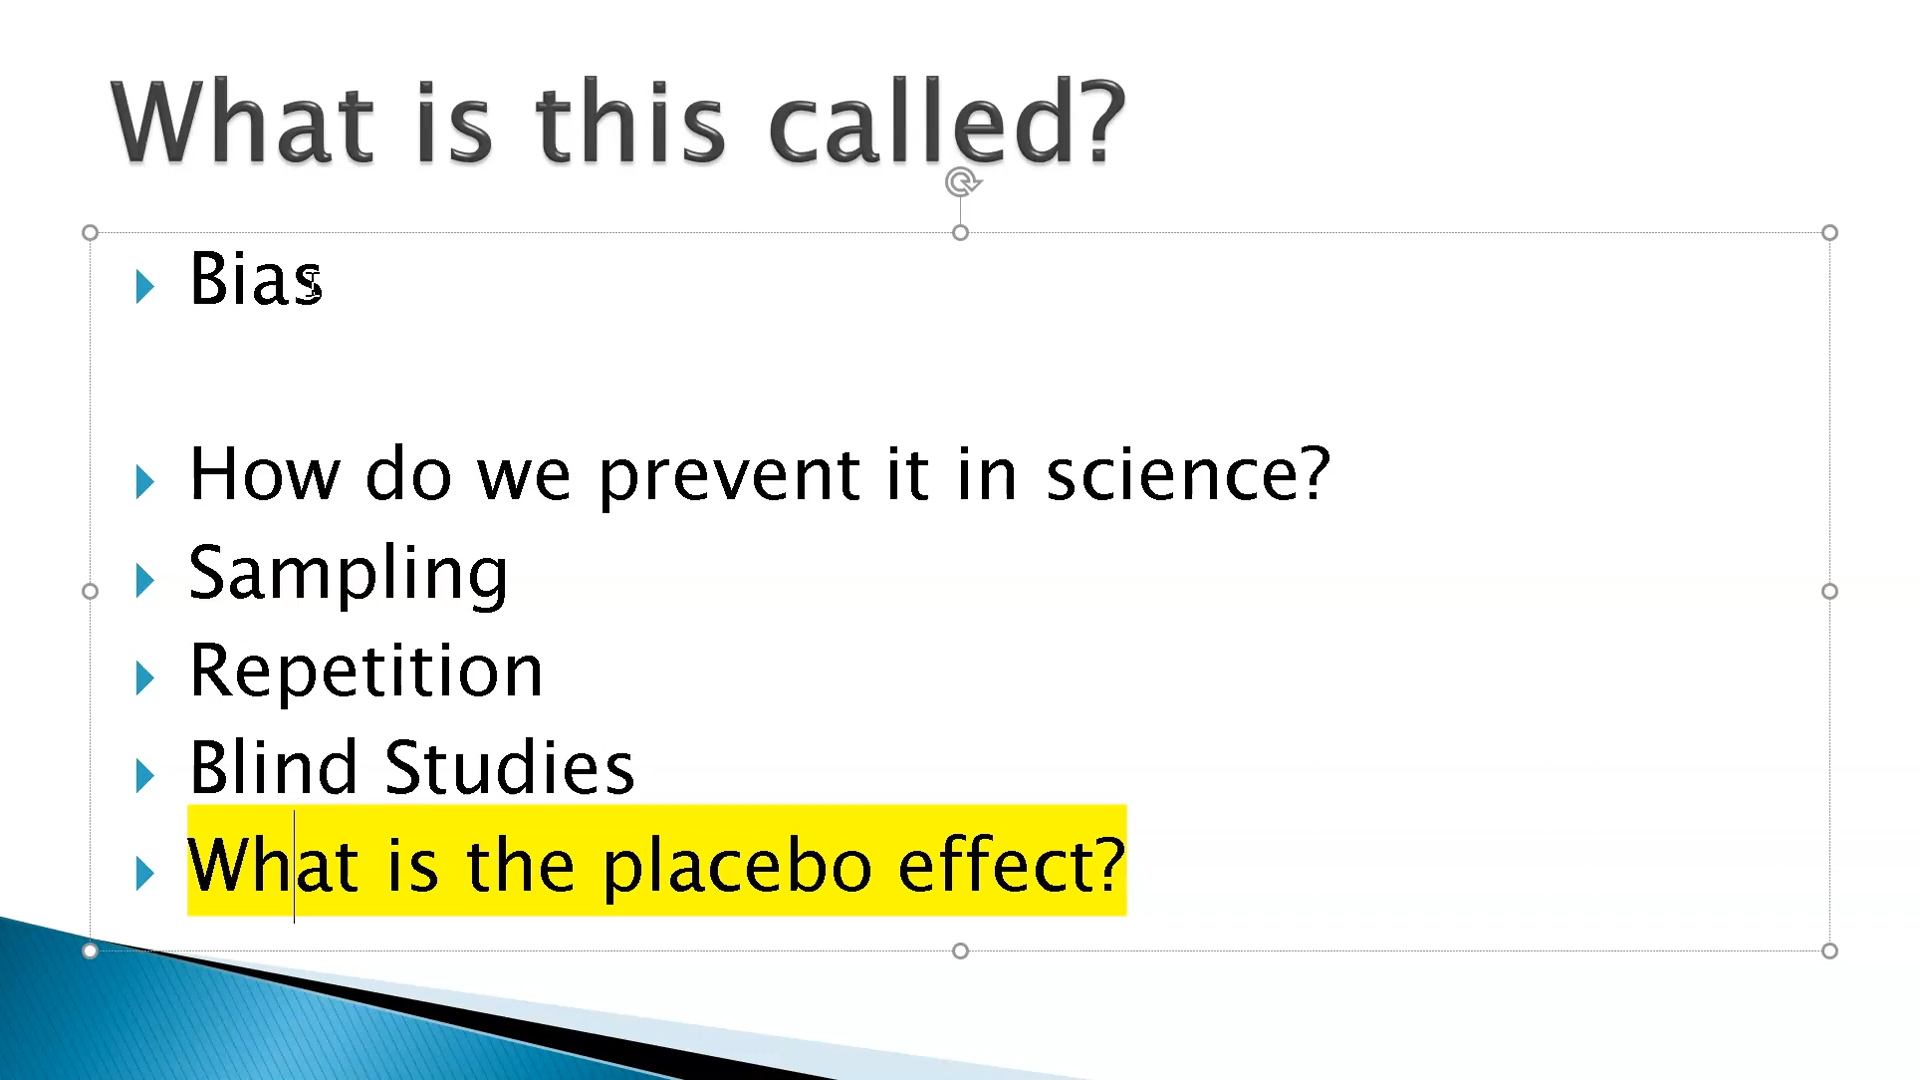 What is this called?
Bias
How do we prevent it in science?
Sampling
Repetition
Blind Studies
What is the placebo effect?